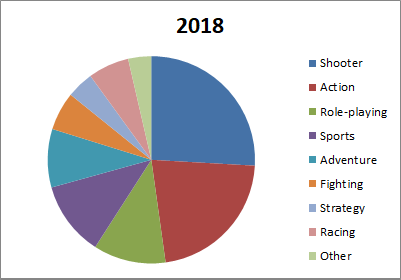 2018
Shooter
Action
Role-playing
Sports
Adventure
Fighting
Strategy
Racing
Other